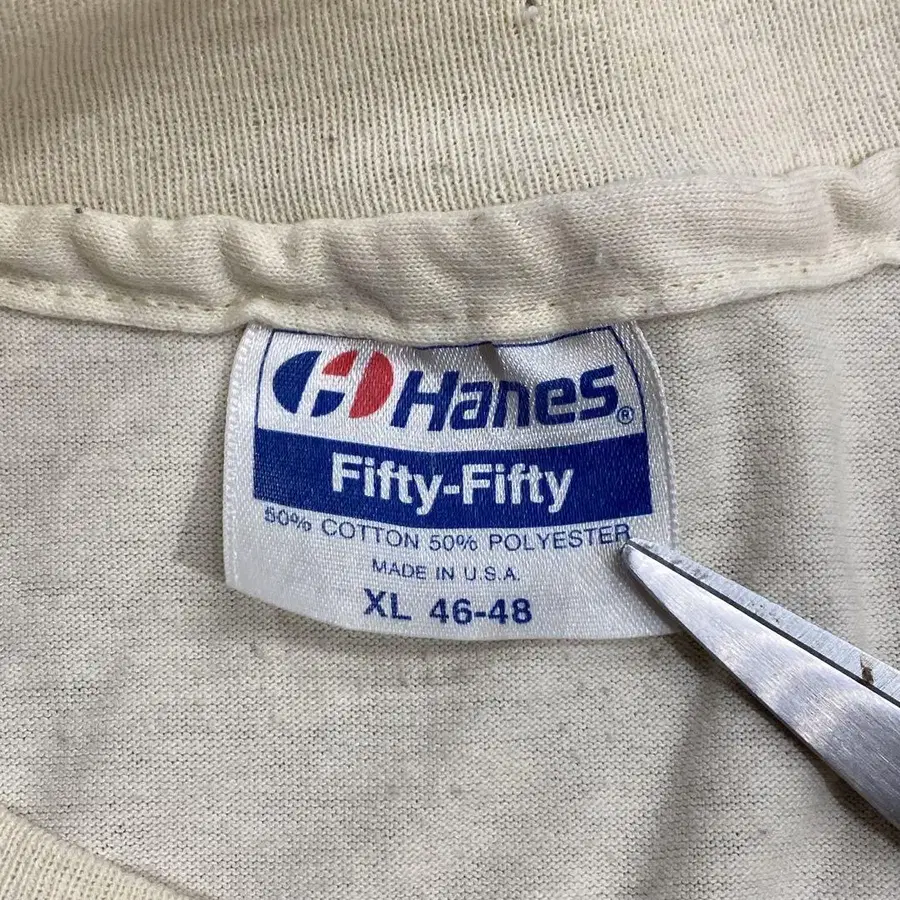 Hanes®
Fifty-Fifty
50% COTTON 50% POLYESTER
MADE IN U.S.A.
XL 46-48